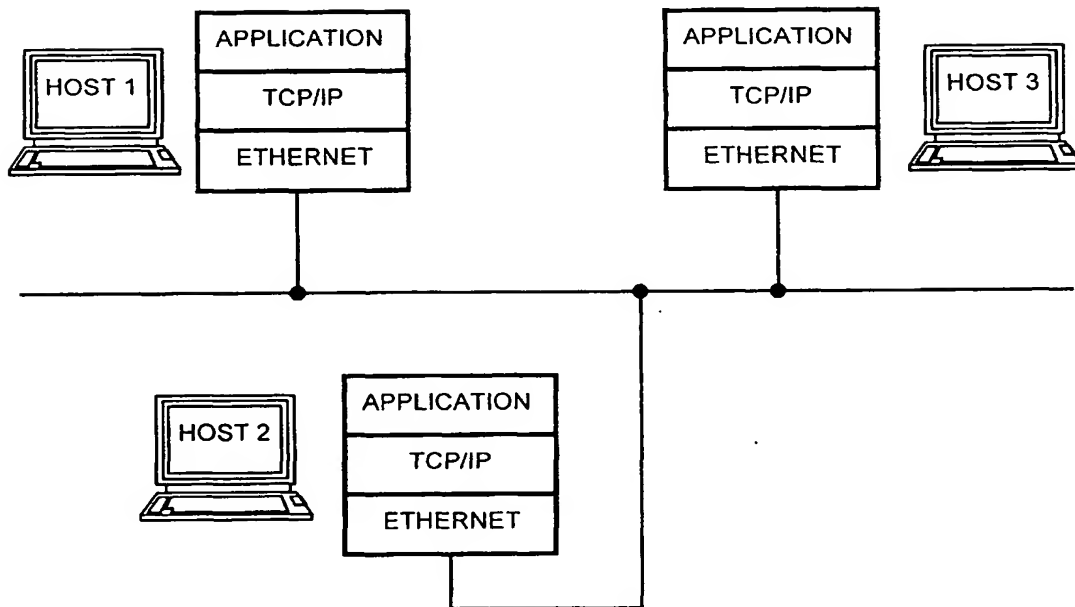 HOST 1
APPLICATION
TCP/IP
ETHERNET
APPLICATION
TCP/IP
ETHERNET
HOST 3
HOST 2
APPLICATION
TCP/IP
ETHERNET